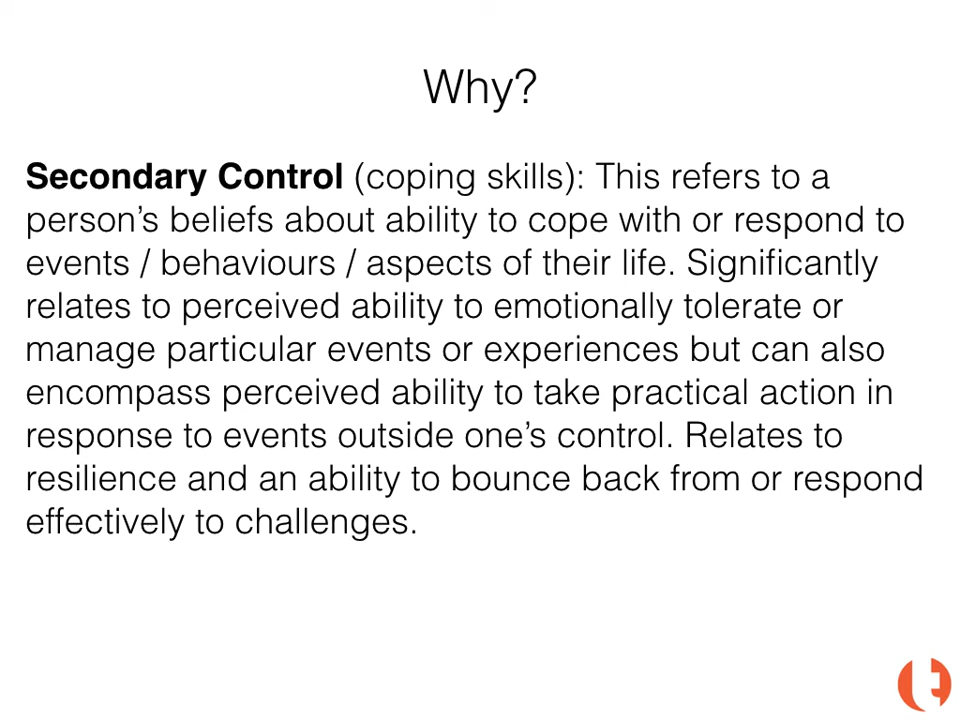 Why?
Secondary Control (coping skills): This refers to a
person’s beliefs about ability to cope with or respond to
events / behaviours / aspects of their life. Significantly
relates to perceived ability to emotionally tolerate or
manage particular events or experiences but can also
encompass perceived ability to take practical action in
response to events outside one’s control. Relates to
resilience and an ability to bounce back from or respond
effectively to challenges.